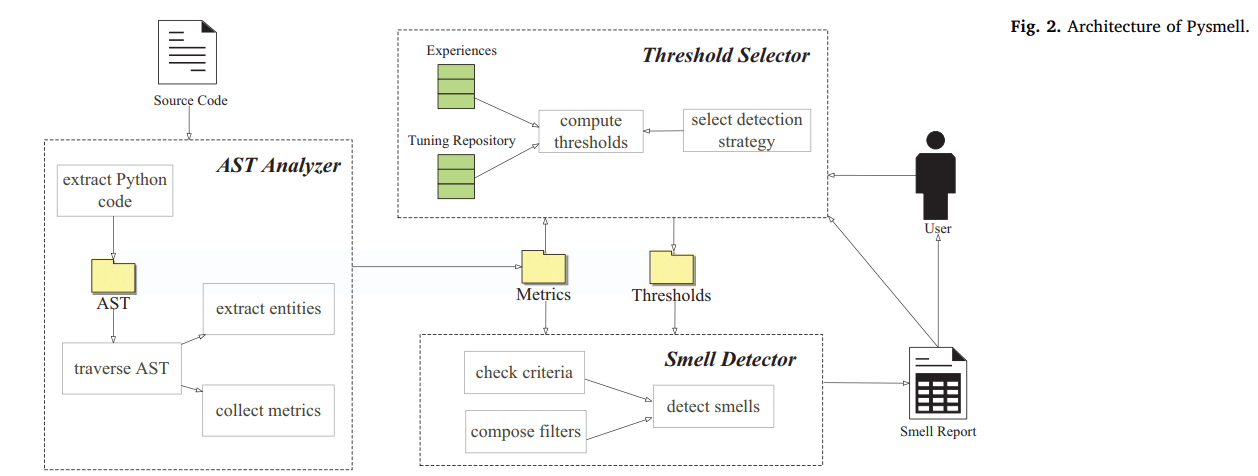 Fig. 2. Architecture of Pysmell.
Source Code
AST Analyzer
extract Python
code
AST
traverse AST
extract entities
collect metrics
Threshold Selector
Experiences
Tuning Repository
compute
thresholds
select detection
strategy
Metrics
Thresholds
Smell Detector
check criteria
compose filters
detect smells
User
Smell Report